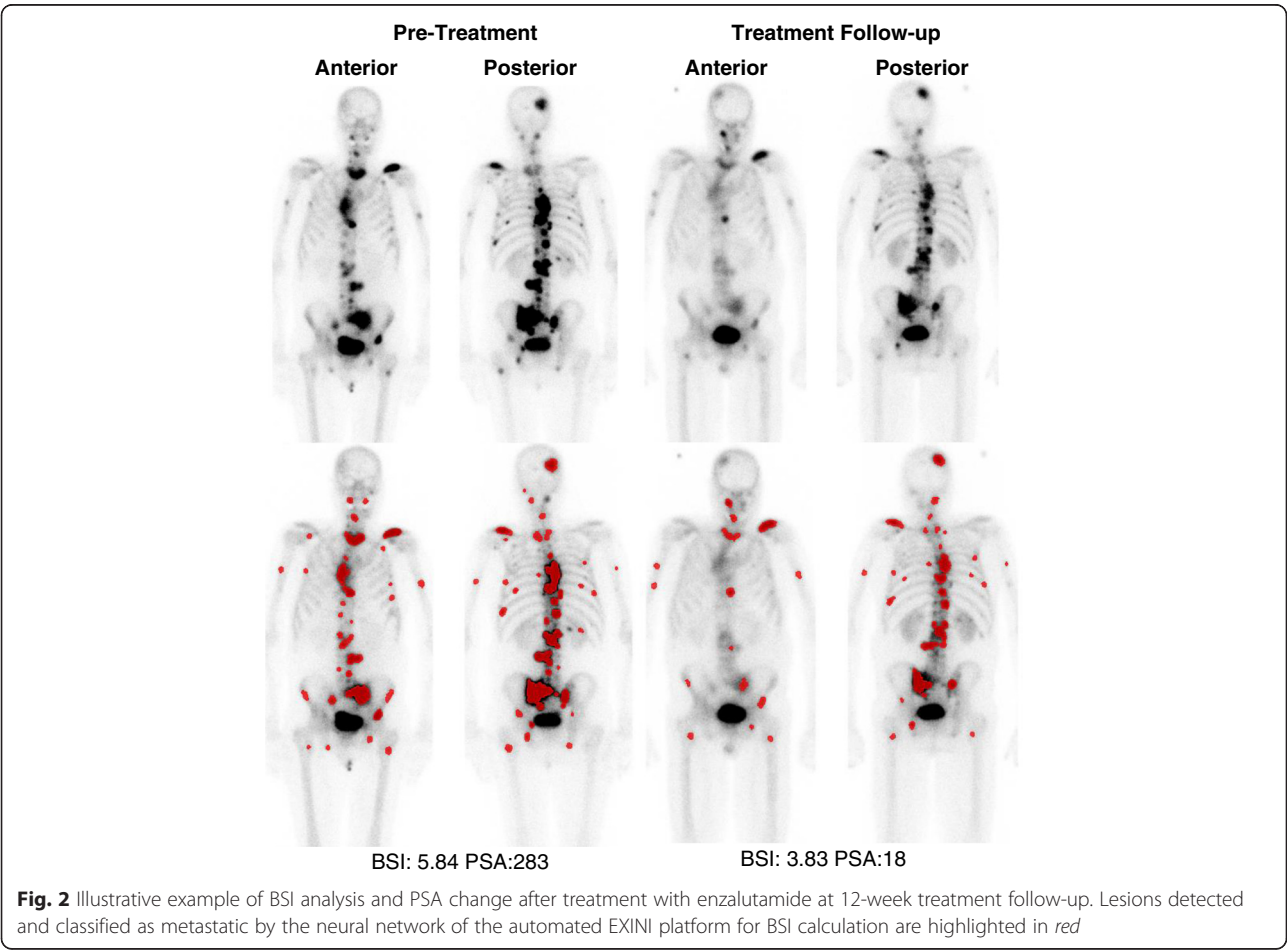 Pre-Treatment Treatment Follow-up
Anterior Posterior Anterior Posterior
BSI: 5.84 PSA:283 BSI: 3.83 PSA:18
Fig. 2 Illustrative example of BSI analysis and PSA change after treatment with enzalutamide at 12-week treatment follow-up. Lesions detected
and classified as metastatic by the neural network of the automated EXINI platform for BSI calculation are highlighted in red